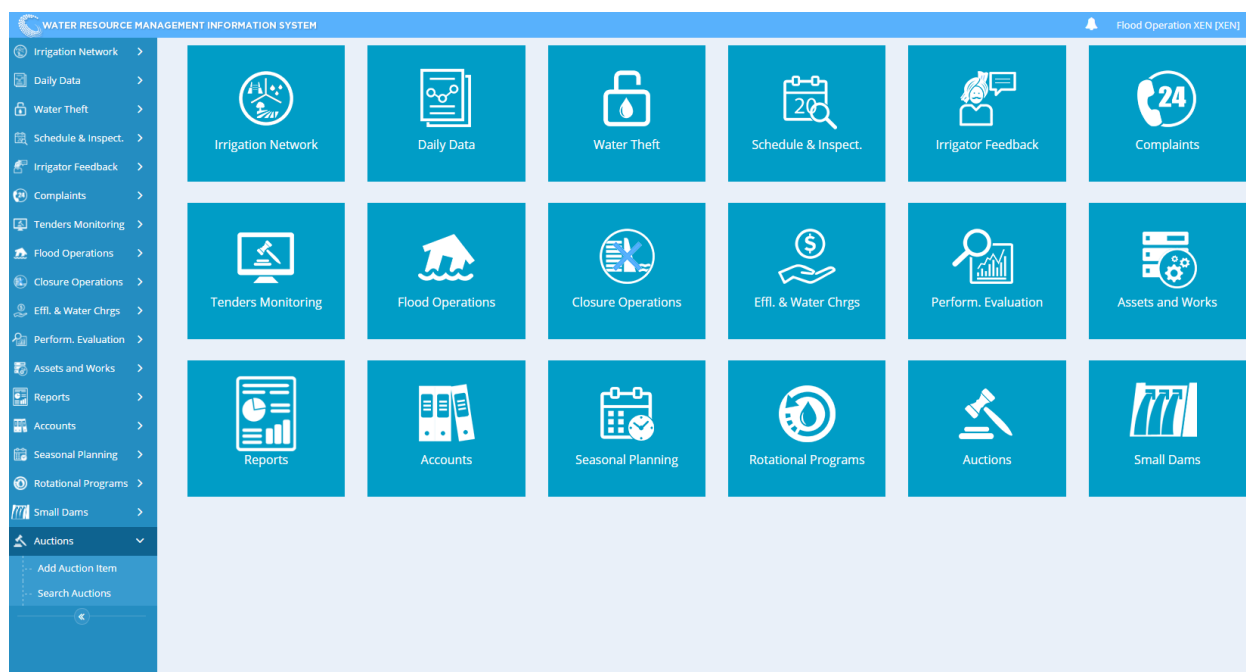 WATER RESOURCE MANAGEMENT INFORMATION SYSTEM
Flood Operation XEN [XEN]
Irrigation Network
Daily Data
Water Theft
Schedule & Inspect.
Irrigator Feedback
24
Complaints
Tenders Monitoring
Flood Operations
Closure Operations
Effl. & Water Chrgs
Perform. Evaluation
Assets and Works
Reports
Accounts
Seasonal Planning
Rotational Programs
Small Dams
Auctions
Add Auction Item
Search Auctions
20
24
Irrigation Network
Daily Data
Water Theft
Schedule & Inspect.
Irrigator Feedback
Complaints
$
Tenders Monitoring
Flood Operations
Closure Operations
Effl. & Water Chrgs
Perform. Evaluation
Assets and Works
Reports
Accounts
Seasonal Planning
Rotational Programs
Auctions
Small Dams